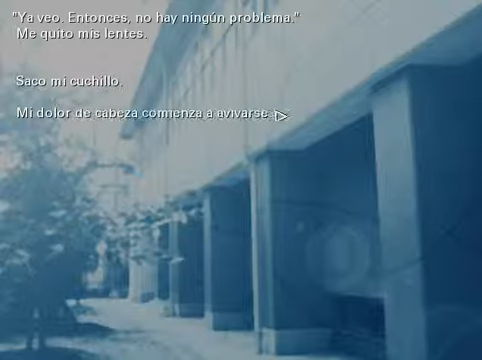 "Ya veo. Entonces, no hay ningún problema."
Me quito mis lentes.
Saco mi cuchillo.
Mi dolor de cabeza comienza a avivarse